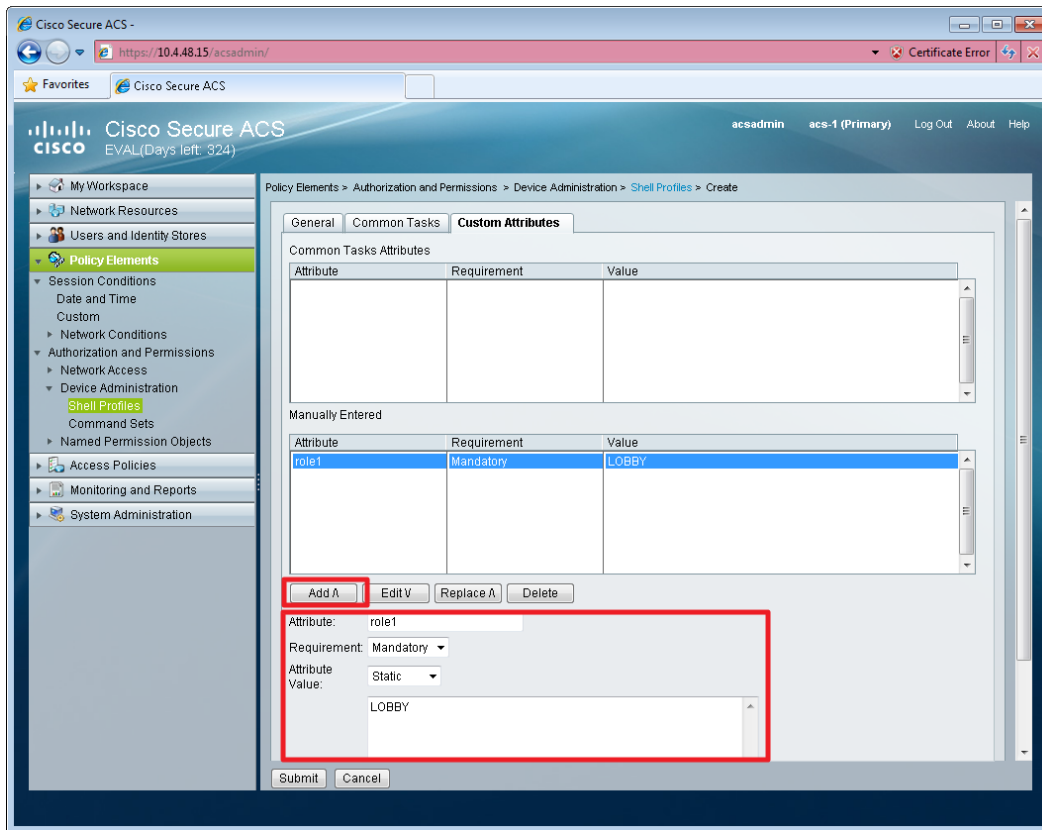 Cisco Secure ACS -
https://10.4.48.15/acsadmin/
Certificate Error
Favorites
Cisco Secure ACS
CISCO
Cisco Secure ACS
EVAL(Days left: 324)
acsadmin acs-1 (Primary) Log Out About Help
My Workspace
Network Resources
Users and Identity Stores
Policy Elements
Session Conditions
Date and Time
Custom
Network Conditions
Authorization and Permissions
Network Access
Device Administration
Shell Profiles
Command Sets
Named Permission Objects
Access Policies
Monitoring and Reports
System Administration
Policy Elements > Authorization and Permissions > Device Administration > Shell Profiles > Create
General Common Tasks Custom Attributes
Common Tasks Attributes
Attribute Requirement Value
Manually Entered
Attribute Requirement Value
role1 Mandatory LOBBY
Add Λ Edit V Replace Λ Delete
Attribute: role1
Requirement: Mandatory
Attribute
Value:
Static
LOBBY
Submit Cancel